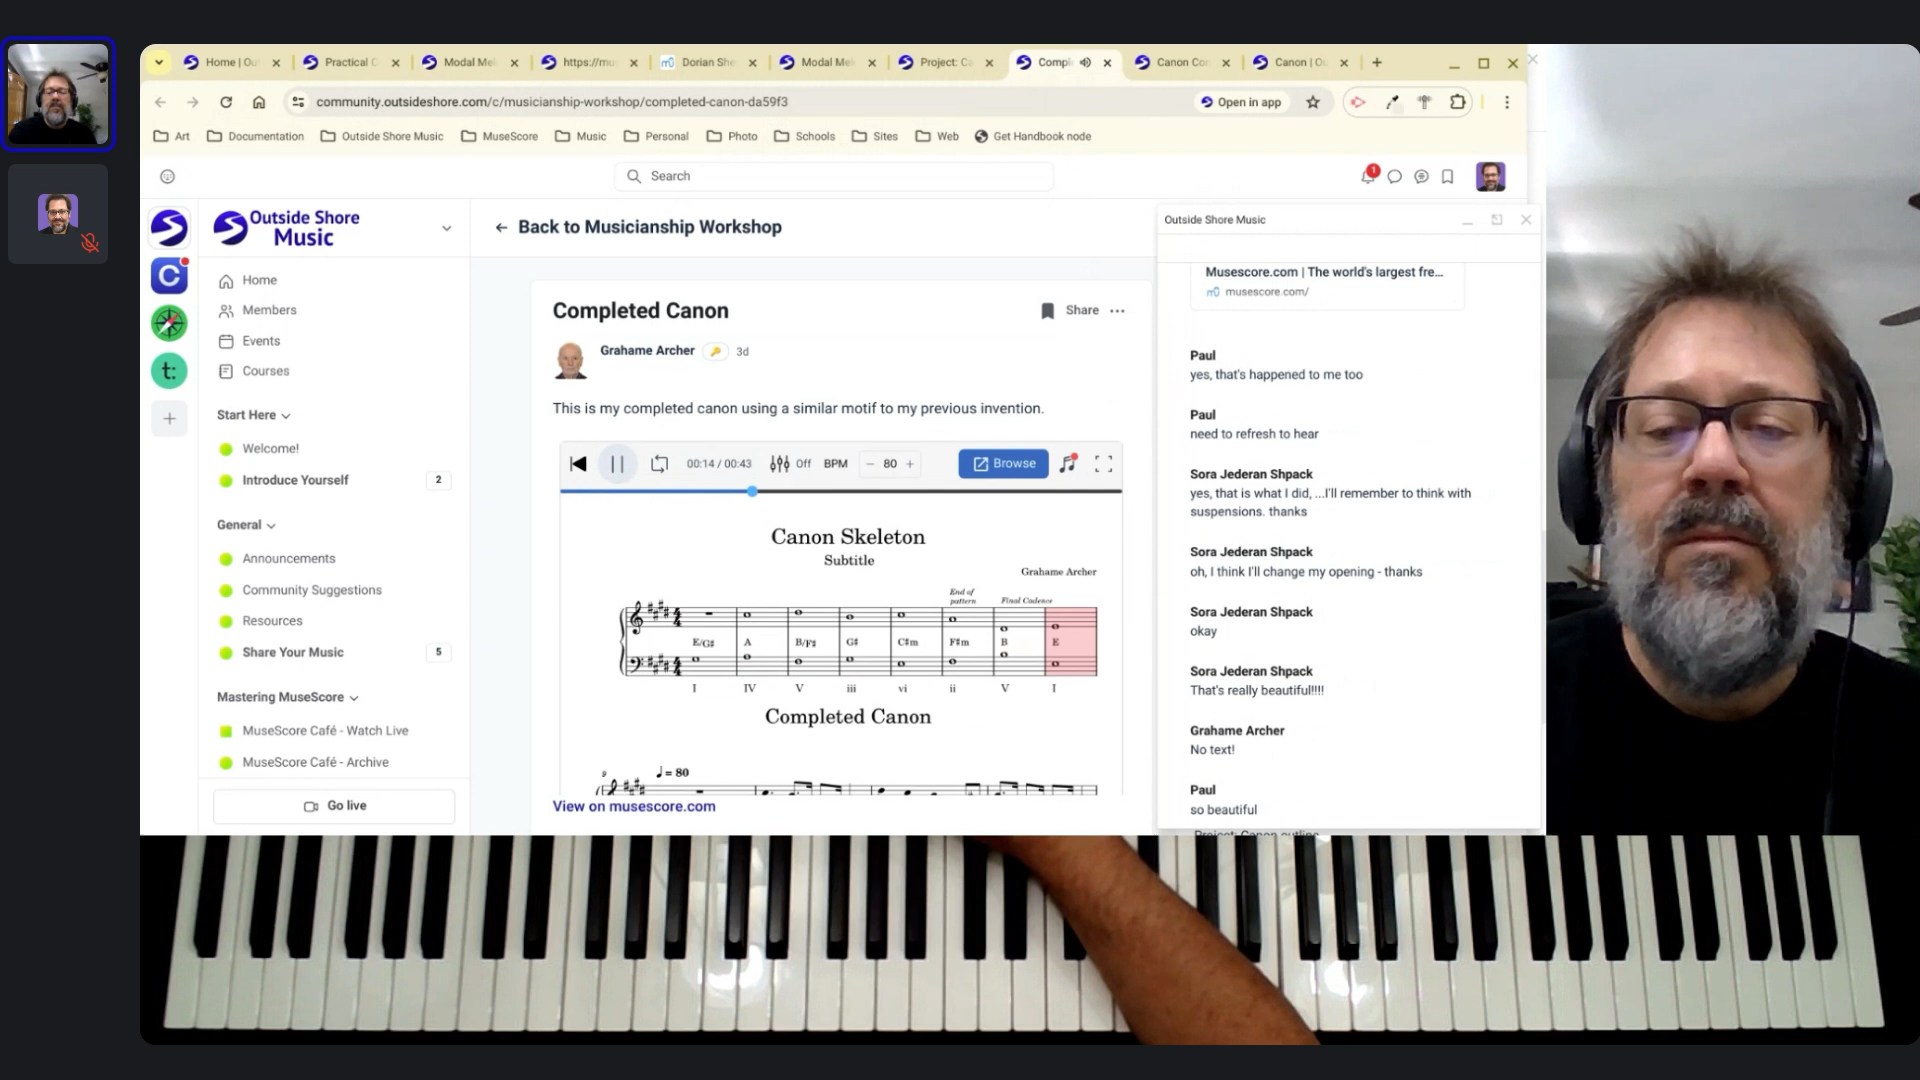 Home | Ou
Practical C
Modal Mel
https://mu
Dorian She
Modal Mel
Project: Ca
Compl
Canon Co
Canon | Ou
community.outsideshore.com/c/musicianship-workshop/completed-canon-da59f3
Open in app
Art
Documentation
Outside Shore Music
MuseScore
Music
Personal
Photo
Schools
Sites
Web
Get Handbook node
Search
1
Outside Shore
Music
C
t:
Home
Members
Events
Courses
Start Here
Welcome!
Introduce Yourself 2
General
Announcements
Community Suggestions
Resources
Share Your Music 5
Mastering MuseScore
MuseScore Café - Watch Live
MuseScore Café - Archive
Go live
Back to Musicianship Workshop
Completed Canon
Share
Grahame Archer 3d
This is my completed canon using a similar motif to my previous invention.
00:14 / 00:43 Off BPM – 80 + Browse
Canon Skeleton
Subtitle
Grahame Archer
End of
pattern Final Cadence
E/G♯ A B/F♯ G♯ C♯m F♯m B E
I IV V iii vi ii V I
Completed Canon
9 ♩ = 80
View on musescore.com
Outside Shore Music
Musescore.com | The world's largest fre...
musescore.com/
Paul
yes, that's happened to me too
Paul
need to refresh to hear
Sora Jederan Shpack
yes, that is what I did, ...I'll remember to think with
suspensions. thanks
Sora Jederan Shpack
oh, I think I'll change my opening - thanks
Sora Jederan Shpack
okay
Sora Jederan Shpack
That's really beautiful!!!!
Grahame Archer
No text!
Paul
so beautiful
Project: Canon outline